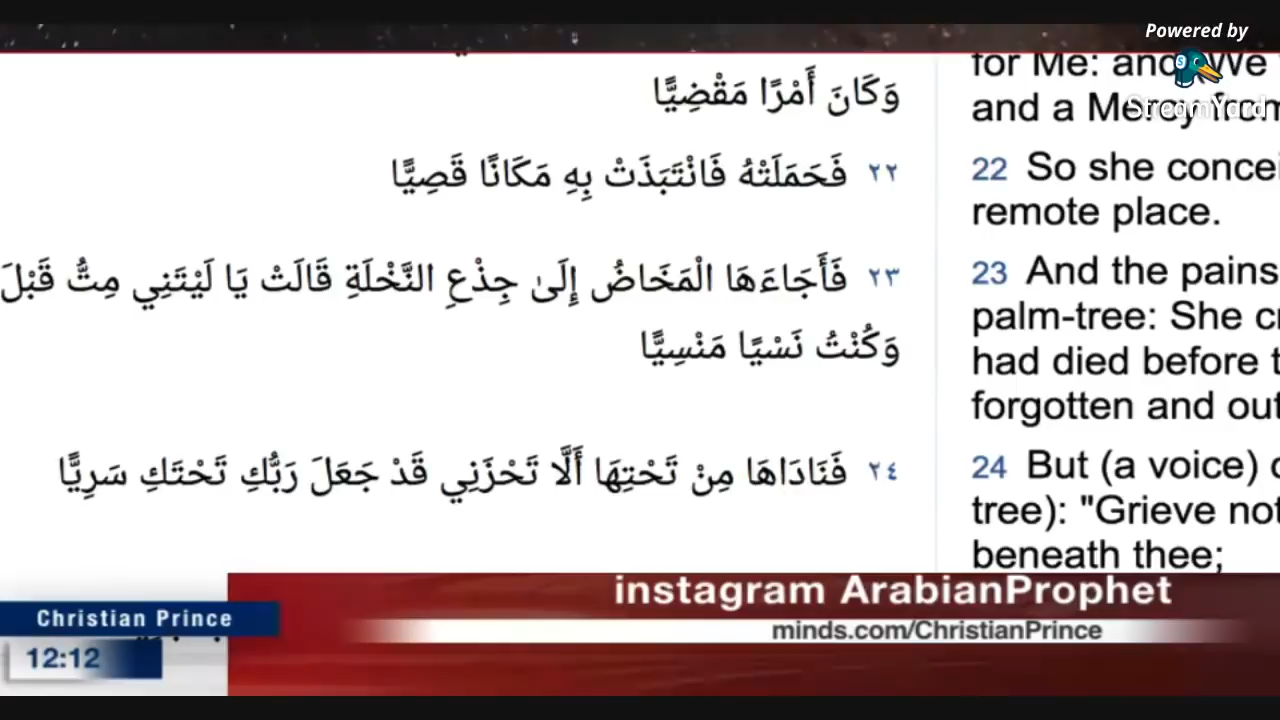 Powered by
StreamYard
وَكَانَ أَمْرًا مَقْضِيًّا
٢٢ فَحَمَلَتْهُ فَانْتَبَذَتْ بِهِ مَكَانًا قَصِيًّا
٢٣ فَأَجَاءَهَا الْمَخَاضُ إِلَىٰ جِذْعِ النَّخْلَةِ قَالَتْ يَا لَيْتَنِي مِتُّ قَبْلَ
وَكُنْتُ نَسْيًا مَنْسِيًّا
٢٤ فَنَادَاهَا مِنْ تَحْتِهَا أَلَّا تَحْزَنِي قَدْ جَعَلَ رَبُّكِ تَحْتَكِ سَرِيًّا
for Me: and We
and a Mercy from
22 So she concei
remote place.
23 And the pains
palm-tree: She c
had died before t
forgotten and out
24 But (a voice)
tree): "Grieve not
beneath thee;
instagram ArabianProphet
minds.com/ChristianPrince
Christian Prince
12:12